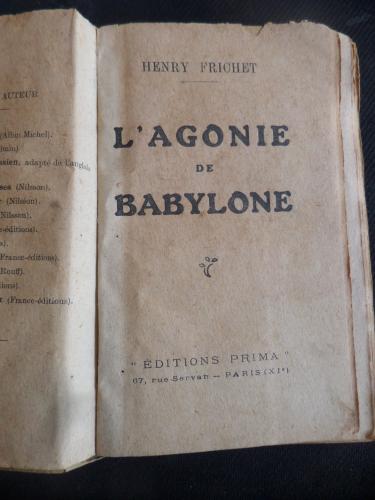 AUTEUR
(Albin Michel).
adapté de l'anglais
(Nilsson).
(Nilsson).
(Nilsson).
(France-éditions).
Rouff).
(France-éditions).
HENRY FRICHET
L'AGONIE
DE
BABYLONE
"ÉDITIONS PRIMA"
67, rue Servan — PARIS (XIe)